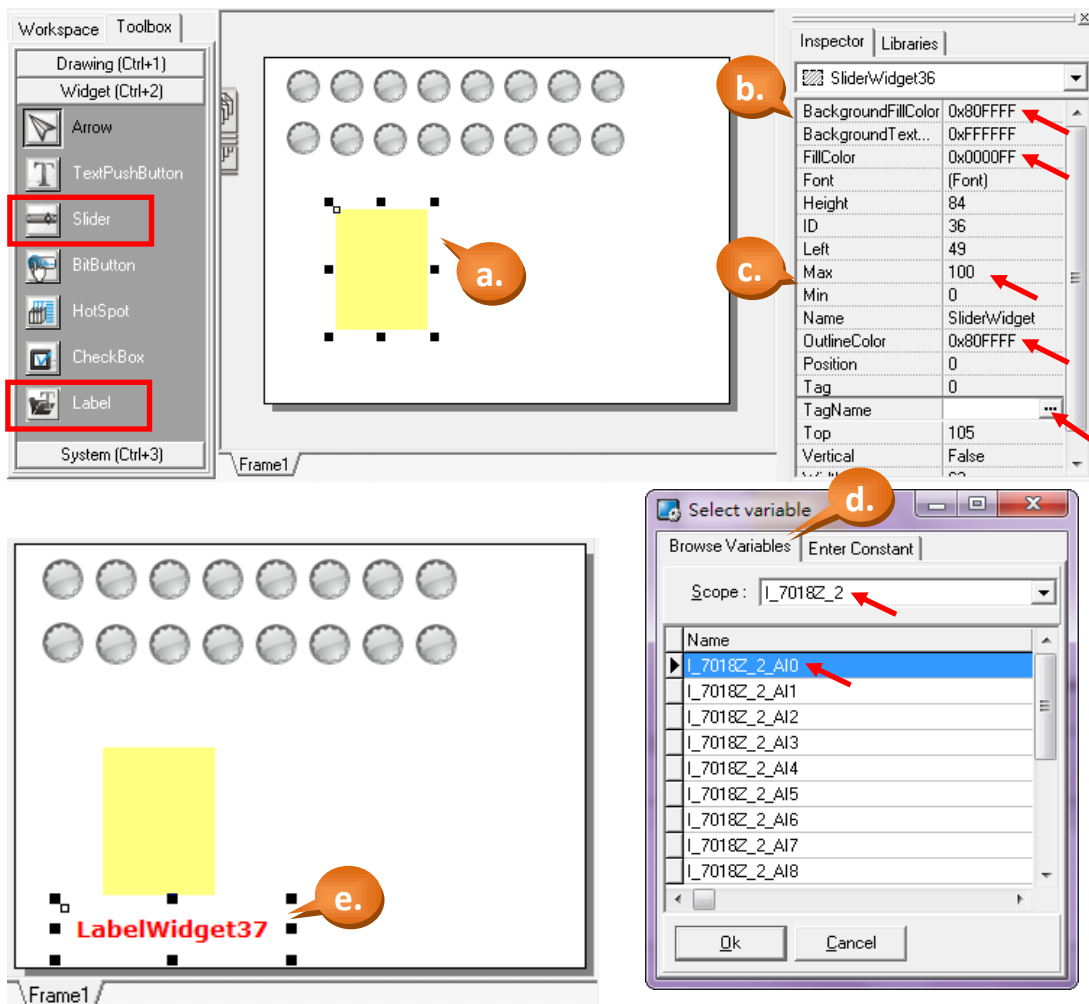 Workspace Toolbox
Drawing (Ctrl+1)
Widget (Ctrl+2)
Arrow
TextPushButton
Slider
BitButton
HotSpot
CheckBox
Label
System (Ctrl+3)
a.
Frame1
Inspector Libraries
SliderWidget36
b.
BackgroundFillColor 0x80FFFF
BackgroundText... 0xFFFFFF
FillColor 0x0000FF
Font (Font)
Height 84
ID 36
Left 49
c.
Max 100
Min 0
Name SliderWidget
OutlineColor 0x80FFFF
Position 0
Tag 0
TagName ...
Top 105
Vertical False
LabelWidget37
e.
Frame1
Select variable
d.
Browse Variables Enter Constant
Scope : I_7018Z_2
Name
I_7018Z_2_AI0
I_7018Z_2_AI1
I_7018Z_2_AI2
I_7018Z_2_AI3
I_7018Z_2_AI4
I_7018Z_2_AI5
I_7018Z_2_AI6
I_7018Z_2_AI7
I_7018Z_2_AI8
Ok Cancel